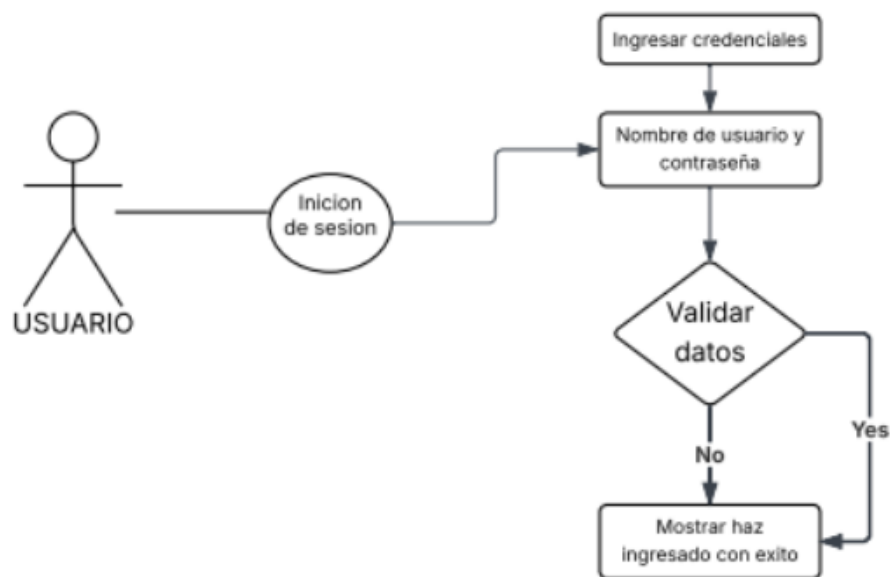 Ingresar credenciales
Nombre de usuario y
contraseña
Inicion
de sesion
USUARIO
Validar
datos
Yes
No
Mostrar haz
ingresado con exito